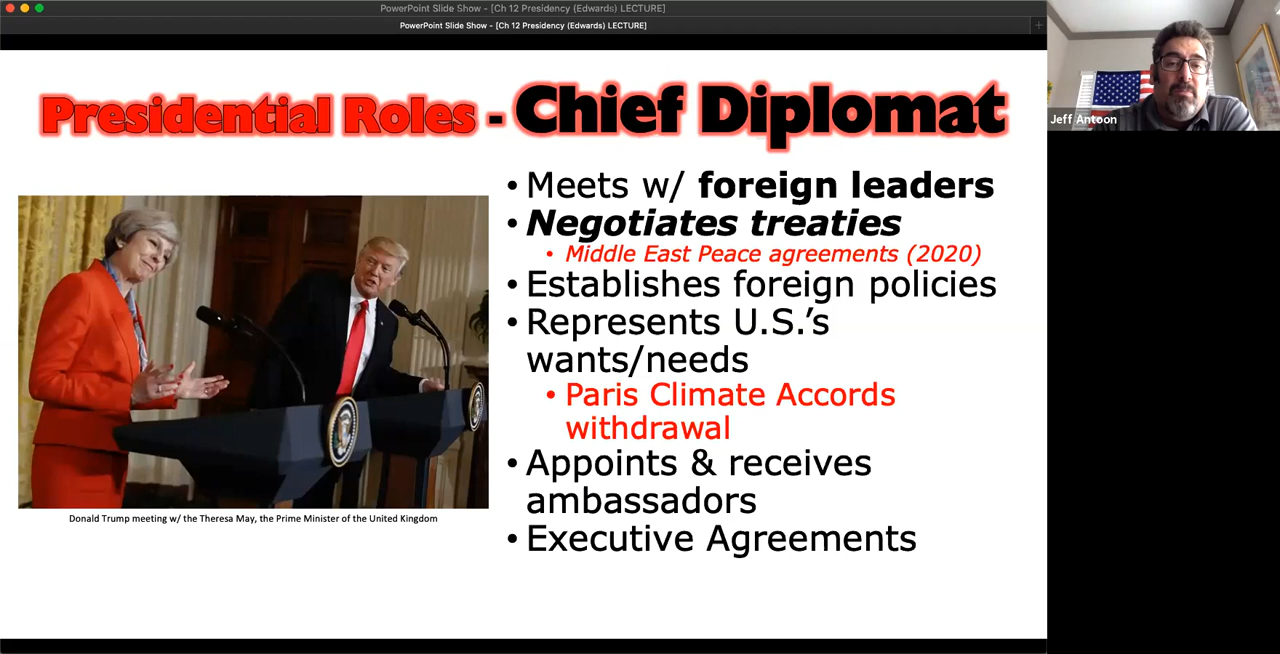 PowerPoint Slide Show - [Ch 12 Presidency (Edwards) LECTURE]
PowerPoint Slide Show - [Ch 12 Presidency (Edwards) LECTURE]
Presidential Roles - Chief Diplomat
• Meets w/ foreign leaders
• Negotiates treaties
• Middle East Peace agreements (2020)
• Establishes foreign policies
• Represents U.S.’s
wants/needs
• Paris Climate Accords
withdrawal
• Appoints & receives
ambassadors
• Executive Agreements
Donald Trump meeting w/ the Theresa May, the Prime Minister of the United Kingdom
Jeff Antoon